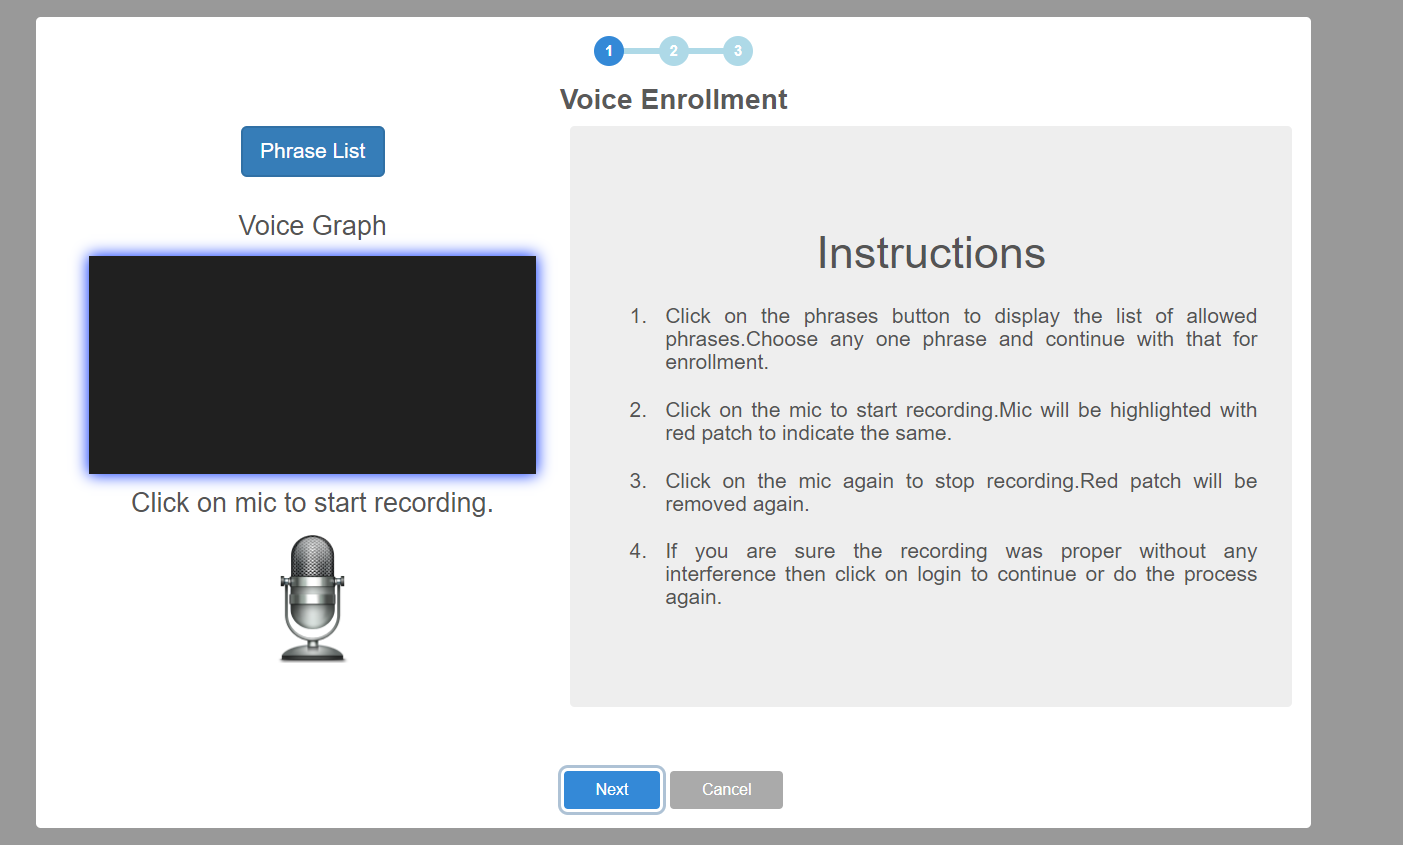 1 2 3
Voice Enrollment
Phrase List
Voice Graph
Click on mic to start recording.
Instructions
1. Click on the phrases button to display the list of allowed
phrases.Choose any one phrase and continue with that for
enrollment.
2. Click on the mic to start recording.Mic will be highlighted with
red patch to indicate the same.
3. Click on the mic again to stop recording.Red patch will be
removed again.
4. If you are sure the recording was proper without any
interference then click on login to continue or do the process
again.
Next Cancel